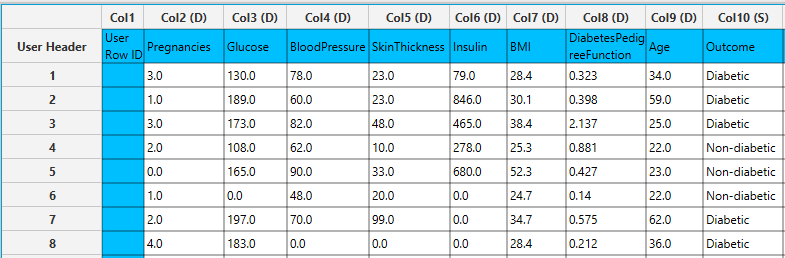 Col1 Col2 (D) Col3 (D) Col4 (D) Col5 (D) Col6 (D) Col7 (D) Col8 (D) Col9 (D) Col10 (S)
User Header User Row ID Pregnancies Glucose BloodPressure SkinThickness Insulin BMI DiabetesPedigreeFunction Age Outcome
1 3.0 130.0 78.0 23.0 79.0 28.4 0.323 34.0 Diabetic
2 1.0 189.0 60.0 23.0 846.0 30.1 0.398 59.0 Diabetic
3 3.0 173.0 82.0 48.0 465.0 38.4 2.137 25.0 Diabetic
4 2.0 108.0 62.0 10.0 278.0 25.3 0.881 22.0 Non-diabetic
5 0.0 165.0 90.0 33.0 680.0 52.3 0.427 23.0 Non-diabetic
6 1.0 0.0 48.0 20.0 0.0 24.7 0.14 22.0 Non-diabetic
7 2.0 197.0 70.0 99.0 0.0 34.7 0.575 62.0 Diabetic
8 4.0 183.0 0.0 0.0 0.0 28.4 0.212 36.0 Diabetic